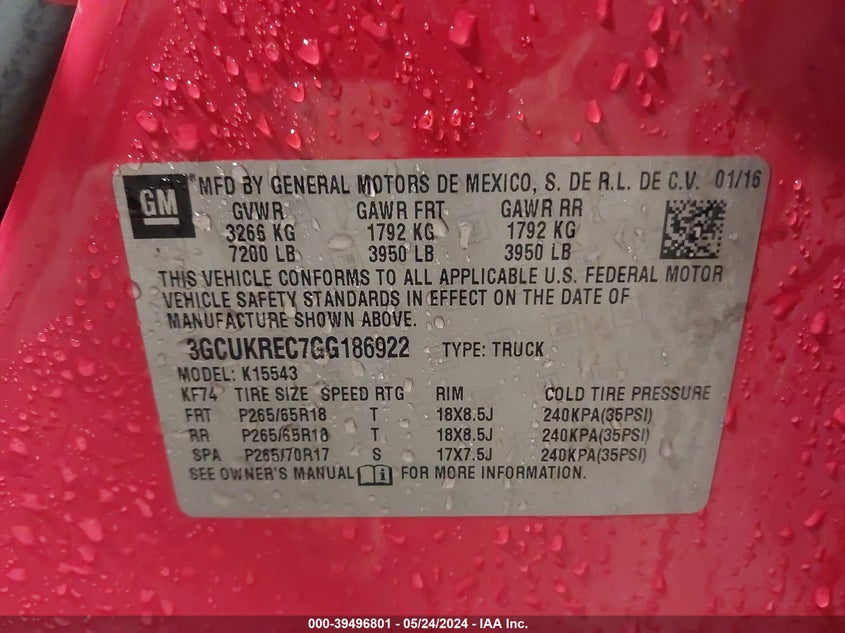 GM ® MFD BY GENERAL MOTORS DE MEXICO, S. DE R.L. DE C.V. 01/16
GVWR GAWR FRT GAWR RR
3266 KG 1792 KG 1792 KG
7200 LB 3950 LB 3950 LB
THIS VEHICLE CONFORMS TO ALL APPLICABLE U.S. FEDERAL MOTOR
VEHICLE SAFETY STANDARDS IN EFFECT ON THE DATE OF
MANUFACTURE SHOWN ABOVE.
3GCUKREC7GG186922 TYPE: TRUCK
MODEL: K15543
KF74 TIRE SIZE SPEED RTG RIM COLD TIRE PRESSURE
FRT P265/65R18 T 18X8.5J 240KPA(35PSI)
RR P265/65R18 T 18X8.5J 240KPA(35PSI)
SPA P265/70R17 S 17X7.5J 240KPA(35PSI)
SEE OWNER'S MANUAL i FOR MORE INFORMATION.
000-39496801 - 05/24/2024 - IAA Inc.